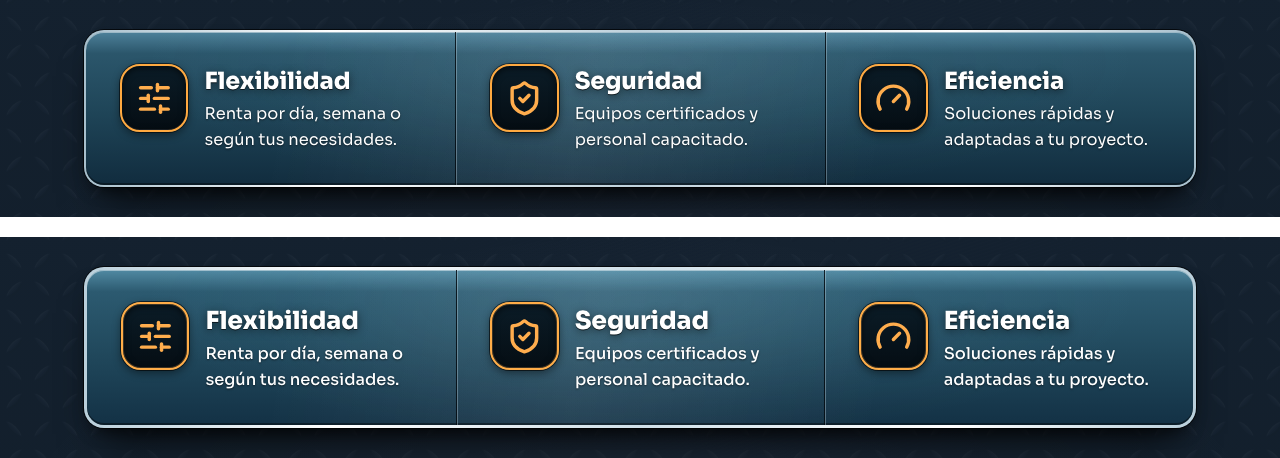 Flexibilidad
Renta por día, semana o
según tus necesidades.
Seguridad
Equipos certificados y
personal capacitado.
Eficiencia
Soluciones rápidas y
adaptadas a tu proyecto.
Flexibilidad
Renta por día, semana o
según tus necesidades.
Seguridad
Equipos certificados y
personal capacitado.
Eficiencia
Soluciones rápidas y
adaptadas a tu proyecto.